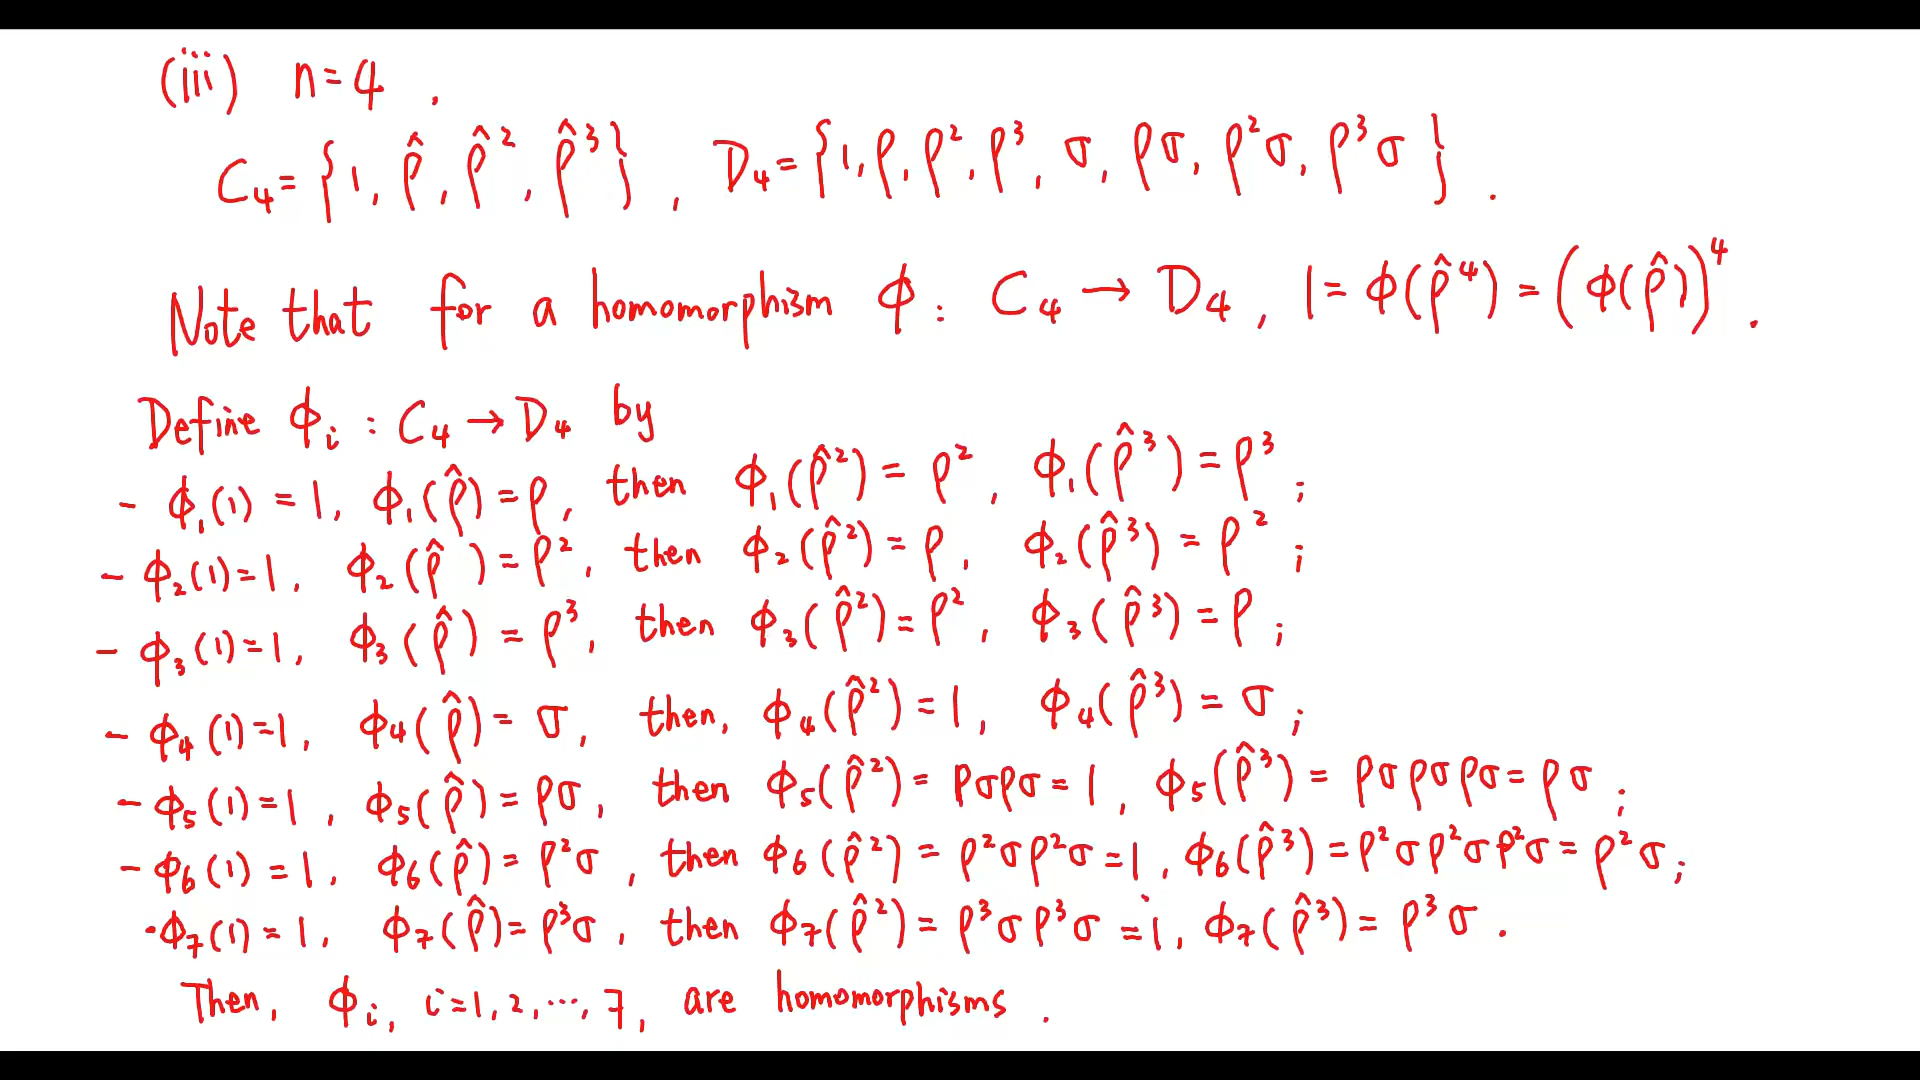 (iii) n=4 .
C₄={1, ρ̂, ρ̂², ρ̂³}, D₄={1, ρ, ρ², ρ³, σ, ρσ, ρ²σ, ρ³σ}.
Note that for a homomorphism ϕ: C₄ → D₄, 1=ϕ(ρ̂⁴)=(ϕ(ρ̂))⁴.
Define ϕᵢ : C₄ → D₄ by
- ϕ₁(1)=1, ϕ₁(ρ̂)=ρ, then ϕ₁(ρ̂²)=ρ², ϕ₁(ρ̂³)=ρ³;
- ϕ₂(1)=1, ϕ₂(ρ̂)=ρ², then ϕ₂(ρ̂²)=ρ, ϕ₂(ρ̂³)=ρ²;
- ϕ₃(1)=1, ϕ₃(ρ̂)=ρ³, then ϕ₃(ρ̂²)=ρ², ϕ₃(ρ̂³)=ρ;
- ϕ₄(1)=1, ϕ₄(ρ̂)=σ, then, ϕ₄(ρ̂²)=1, ϕ₄(ρ̂³)=σ;
- ϕ₅(1)=1, ϕ₅(ρ̂)=ρσ, then ϕ₅(ρ̂²)=ρσρσ=1, ϕ₅(ρ̂³)=ρσρσρσ=ρσ;
- ϕ₆(1)=1, ϕ₆(ρ̂)=ρ²σ, then ϕ₆(ρ̂²)=ρ²σρ²σ=1, ϕ₆(ρ̂³)=ρ²σρ²σρ²σ=ρ²σ;
- ϕ₇(1)=1, ϕ₇(ρ̂)=ρ³σ, then ϕ₇(ρ̂²)=ρ³σρ³σ=1, ϕ₇(ρ̂³)=ρ³σ.
Then, ϕᵢ, i=1,2,⋯,7, are homomorphisms.